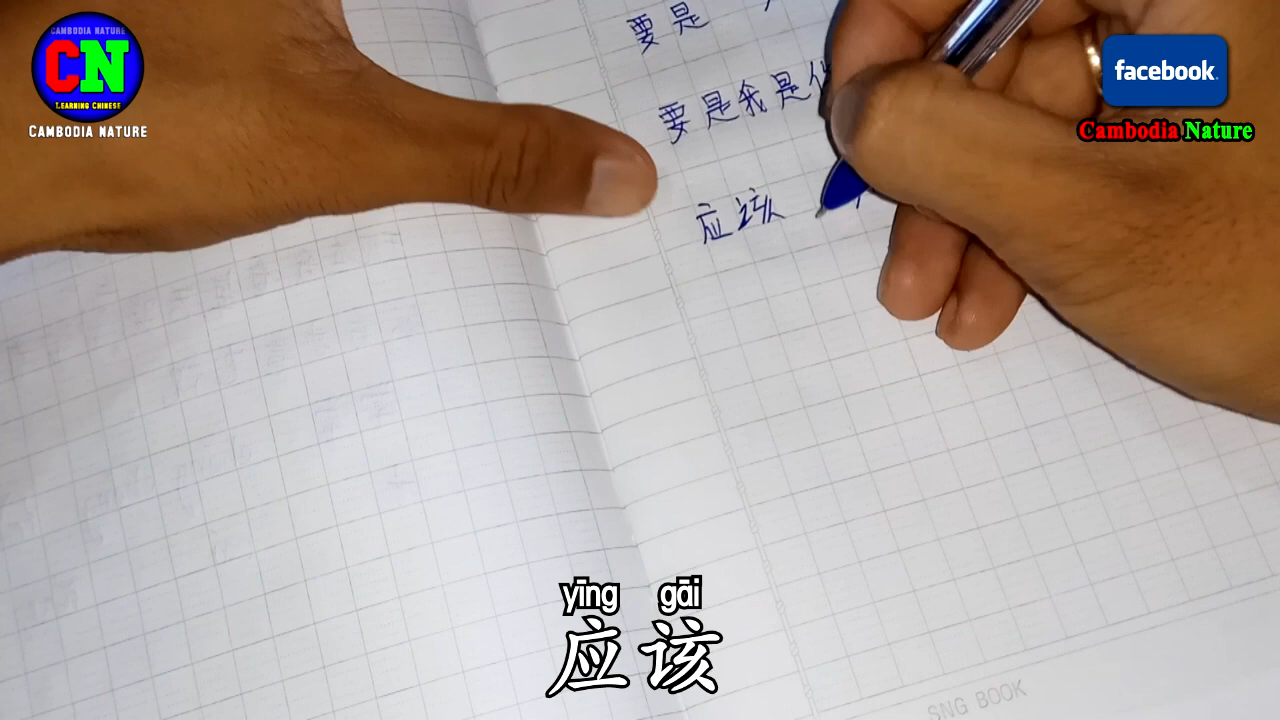 CAMBODIA NATURE
CN
LEARNING CHINESE
CAMBODIA NATURE
facebook
Cambodia Nature
要是
要是我是
应该
yīng gāi
应该
SNG BOOK